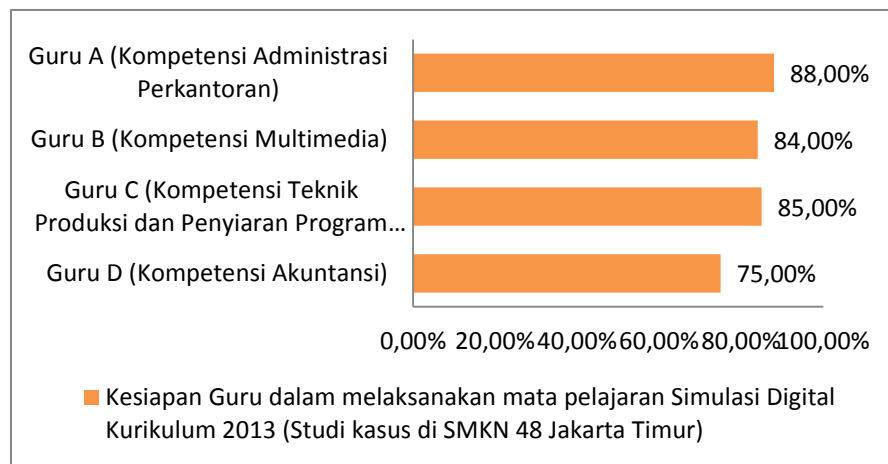 Guru A (Kompetensi Administrasi
Perkantoran)
88,00%
Guru B (Kompetensi Multimedia)
84,00%
Guru C (Kompetensi Teknik
Produksi dan Penyiaran Program...
85,00%
Guru D (Kompetensi Akuntansi)
75,00%
0,00% 20,00% 40,00% 60,00% 80,00% 100,00%
Kesiapan Guru dalam melaksanakan mata pelajaran Simulasi Digital
Kurikulum 2013 (Studi kasus di SMKN 48 Jakarta Timur)